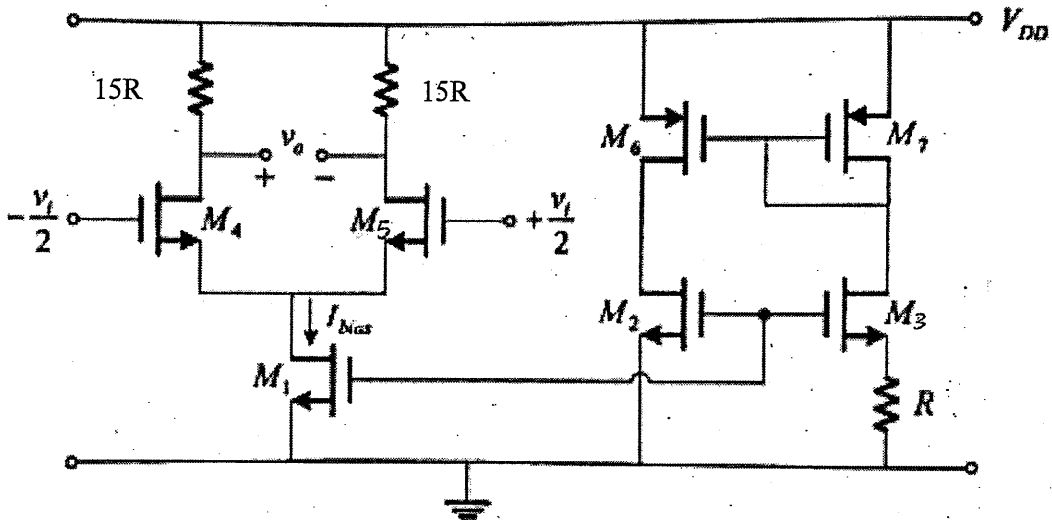 V_DD
15R
15R
v_o
+
−
M_6
M_7
−v_i/2
M_4
M_5
+v_i/2
I_bias
M_2
M_3
M_1
R